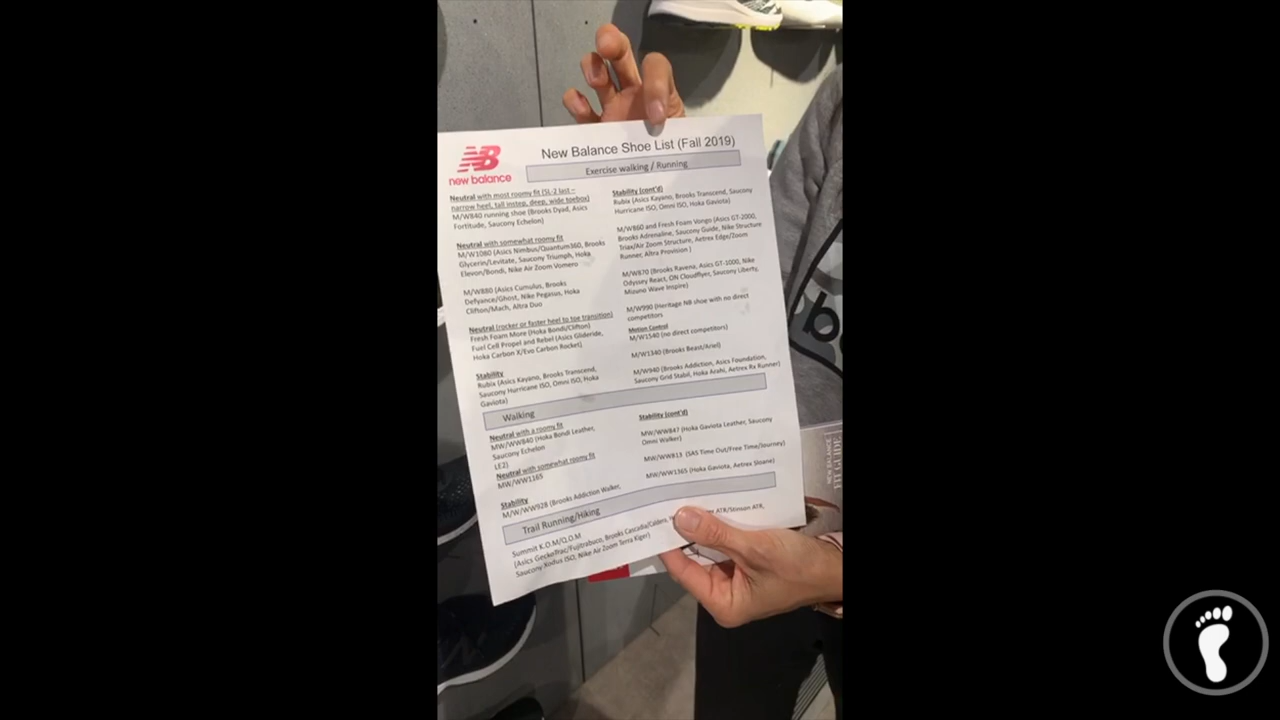 New Balance Shoe List (Fall 2019)
NB
new balance
Exercise walking / Running
Neutral with most roomy fit (SL-2 last –
narrow heel, tall instep, deep, wide toebox)
M/W840 running shoe (Brooks Dyad, Asics
Fortitude, Saucony Echelon)
Neutral with somewhat roomy fit
M/W1080 (Asics Nimbus/Quantum360, Brooks
Glycerin/Levitate, Saucony Triumph, Hoka
Elevon/Bondi, Nike Air Zoom Vomero
M/W880 (Asics Cumulus, Brooks
Defyance/Ghost, Nike Pegasus, Hoka
Clifton/Mach, Altra Duo
Neutral (rocker or faster heel to toe transition)
Fresh Foam More (Hoka Bondi/Clifton)
Fuel Cell Propel and Rebel (Asics Glideride,
Hoka Carbon X/Evo Carbon Rocket)
Stability
Rubix (Asics Kayano, Brooks Transcend,
Saucony Hurricane ISO, Omni ISO, Hoka
Gaviota)
Stability (cont'd)
Rubix (Asics Kayano, Brooks Transcend, Saucony
Hurricane ISO, Omni ISO, Hoka Gaviota)
M/W860 and Fresh Foam Vongo (Asics GT-2000,
Brooks Adrenaline, Saucony Guide, Nike Structure
Triax/Air Zoom Structure, Aetrex Edge/Zoom
Runner, Altra Provision )
M/W870 (Brooks Ravena, Asics GT-1000, Nike
Odyssey React, ON Cloudflyer, Saucony Liberty,
Mizuno Wave Inspire)
M/W990 (Heritage NB shoe with no direct
competitors
Motion Control
M/W1540 (no direct competitors)
M/W1340 (Brooks Beast/Ariel)
M/W940 (Brooks Addiction, Asics Foundation,
Saucony Grid Stabil, Hoka Arahi, Aetrex Rx Runner)
Walking
Neutral with a roomy fit
MW/WW840 (Hoka Bondi Leather,
Saucony Echelon
LE2)
Neutral with somewhat roomy fit
MW/WW1165
Stability
M/W/WW928 (Brooks Addiction Walker,
Stability (cont'd)
MW/WW847 (Hoka Gaviota Leather, Saucony
Omni Walker)
MW/WW813 (SAS Time Out/Free Time/Journey)
MW/WW1365 (Hoka Gaviota, Aetrex Sloane)
Trail Running/Hiking
Summit K.O.M/Q.O.M
(Asics GeckoTrac/Fujitrabuco, Brooks Cascadia/Caldera, ATR/Stinson ATR,
Saucony Xodus ISO, Nike Air Zoom Terra Kiger)
NEW BALANCE
FIT GUIDE
b